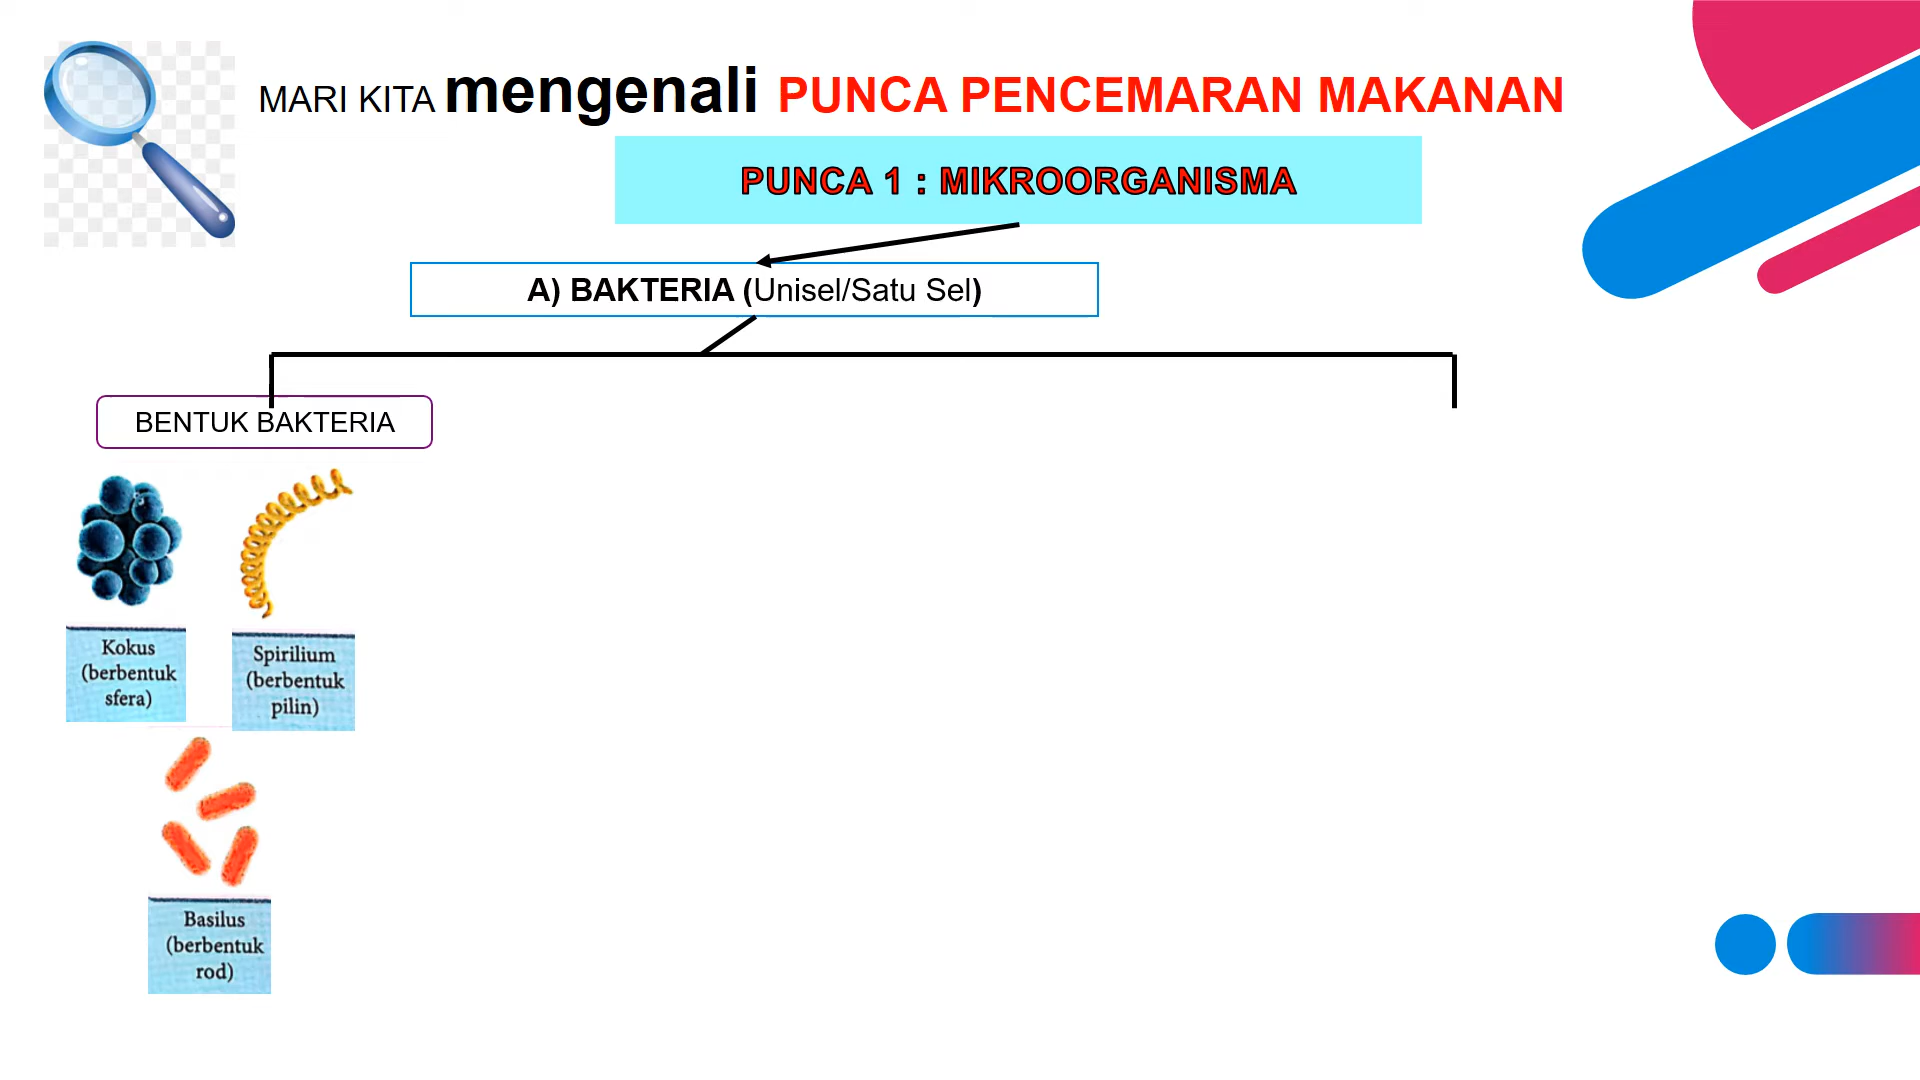 MARI KITA mengenali PUNCA PENCEMARAN MAKANAN
PUNCA 1 : MIKROORGANISMA
A) BAKTERIA (Unisel/Satu Sel)
BENTUK BAKTERIA
Kokus
(berbentuk
sfera)
Spirilium
(berbentuk
pilin)
Basilus
(berbentuk
rod)